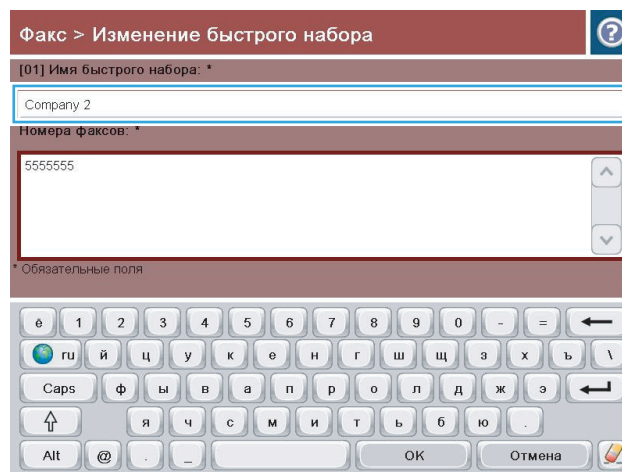 Факс > Изменение быстрого набора
?
[01] Имя быстрого набора: *
Company 2
Номера факсов: *
5555555
* Обязательные поля
ё 1 2 3 4 5 6 7 8 9 0 - =
ru й ц у к е н г ш щ з х ъ \
Caps ф ы в а п р о л д ж э
я ч с м и т ь б ю .
Alt @ . _ OK Отмена